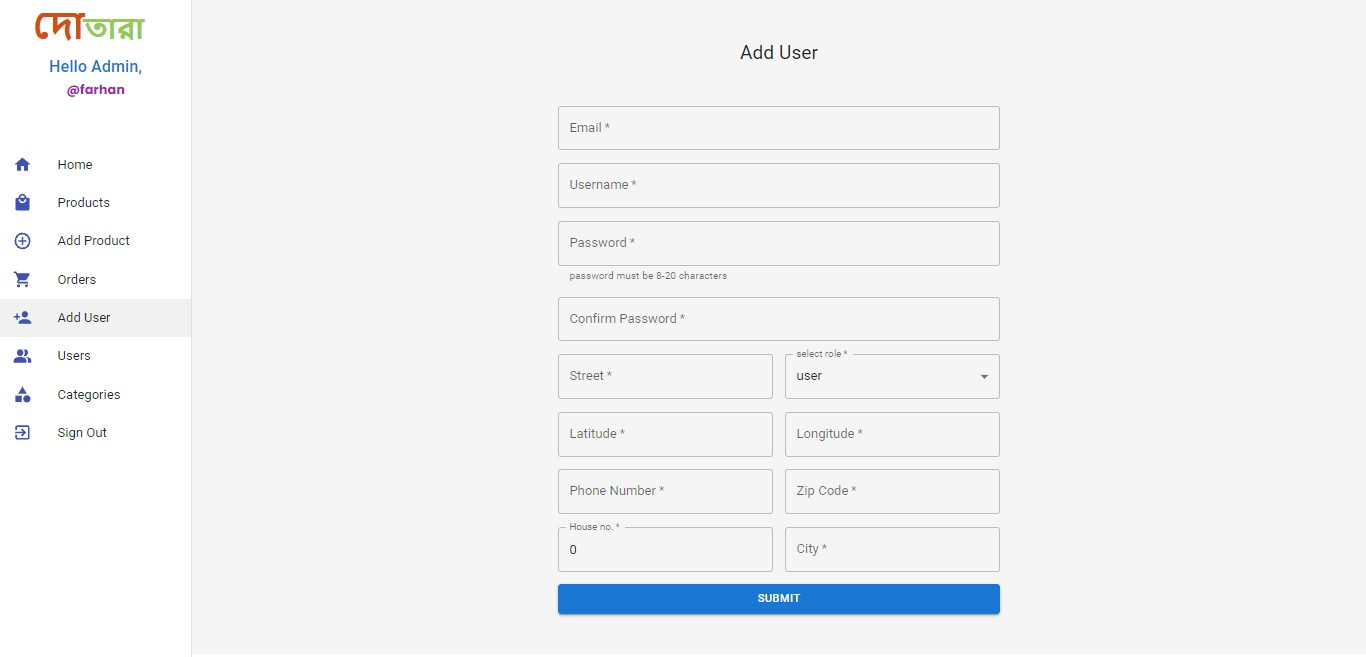 দোতারা
Hello Admin,
@farhan
Home
Products
Add Product
Orders
Add User
Users
Categories
Sign Out
Add User
Email *
Username *
Password *
password must be 8-20 characters
Confirm Password *
Street *
select role *
user
Latitude *
Longitude *
Phone Number *
Zip Code *
House no. *
0
City *
SUBMIT